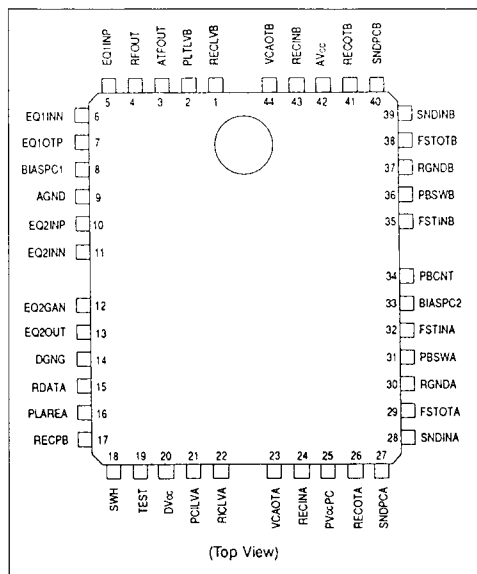 EQ1INP
RFOUT
ATFOUT
PLTLVB
RECLVB
VCAOTB
RECINB
AVcc
RECOTB
SNDPCB
5
4
3
2
1
44
43
42
41
40
EQ1INN 6
EQ1OTP 7
BIASPC1 8
AGND 9
EQ2INP 10
EQ2INN 11
EQ2GAN 12
EQ2OUT 13
DGNG 14
RDATA 15
PLAREA 16
RECPB 17
39 SNDINB
38 FSTOTB
37 RGNDB
36 PBSWB
35 FSTINB
34 PBCNT
33 BIASPC2
32 FSTINA
31 PBSWA
30 RGNDA
29 FSTOTA
28 SNDINA
18
19
20
21
22
23
24
25
26
27
SWH
TEST
DVcc
PCILVA
RICLVA
VCAOTA
RECINA
PVccPC
RECOTA
SNDPCA
(Top View)